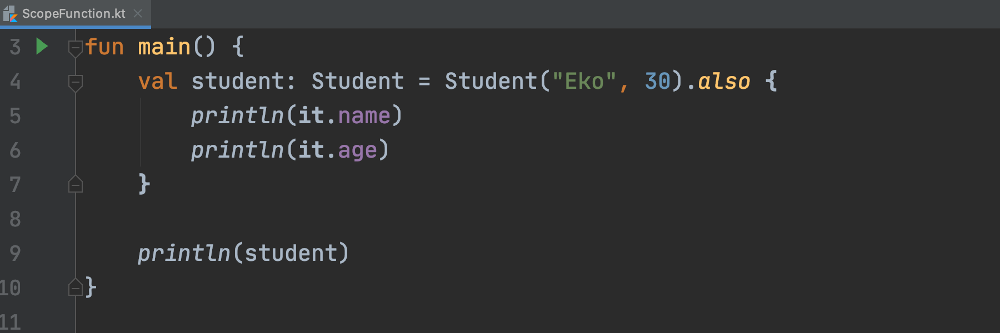 ScopeFunction.kt
3 fun main() {
4     val student: Student = Student("Eko", 30).also {
5         println(it.name)
6         println(it.age)
7     }
8
9     println(student)
10 }
11